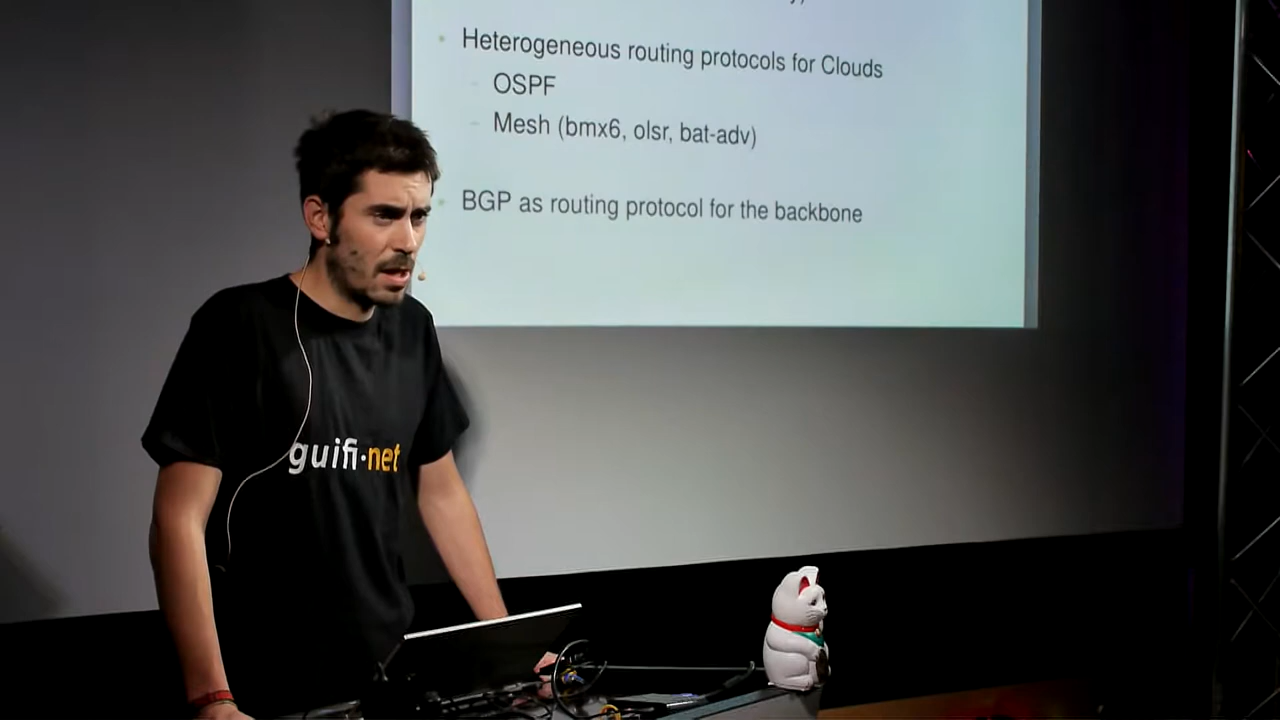 Heterogeneous routing protocols for Clouds
OSPF
Mesh (bmx6, olsr, bat-adv)
BGP as routing protocol for the backbone
guifi·net